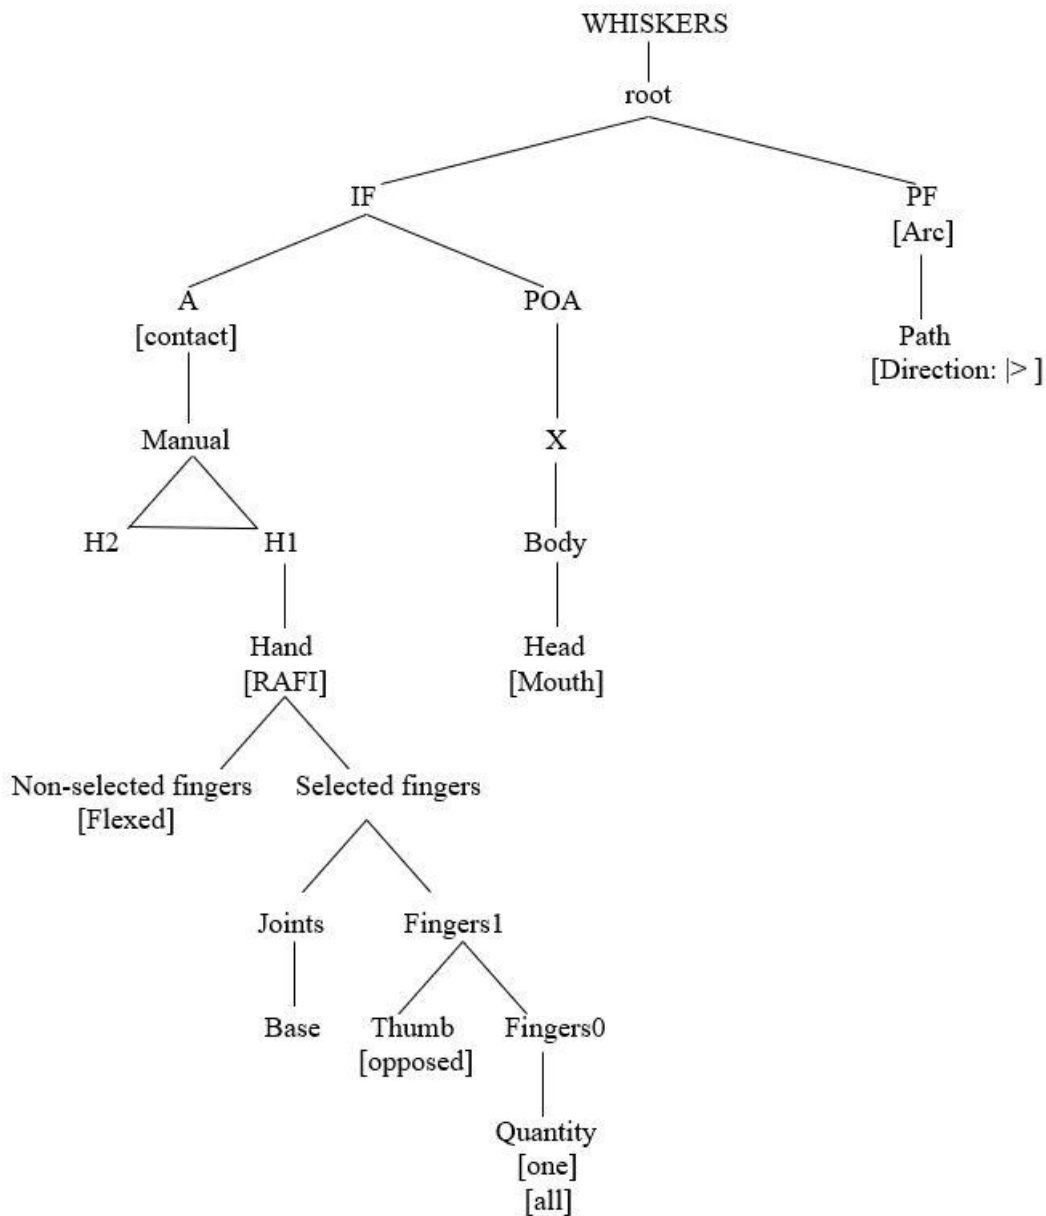 WHISKERS
root
IF
PF
[Arc]
A
[contact]
POA
Path
[Direction: |> ]
Manual
X
H2
H1
Body
Hand
[RAFI]
Head
[Mouth]
Non-selected fingers
[Flexed]
Selected fingers
Joints
Fingers1
Base
Thumb
[opposed]
Fingers0
Quantity
[one]
[all]